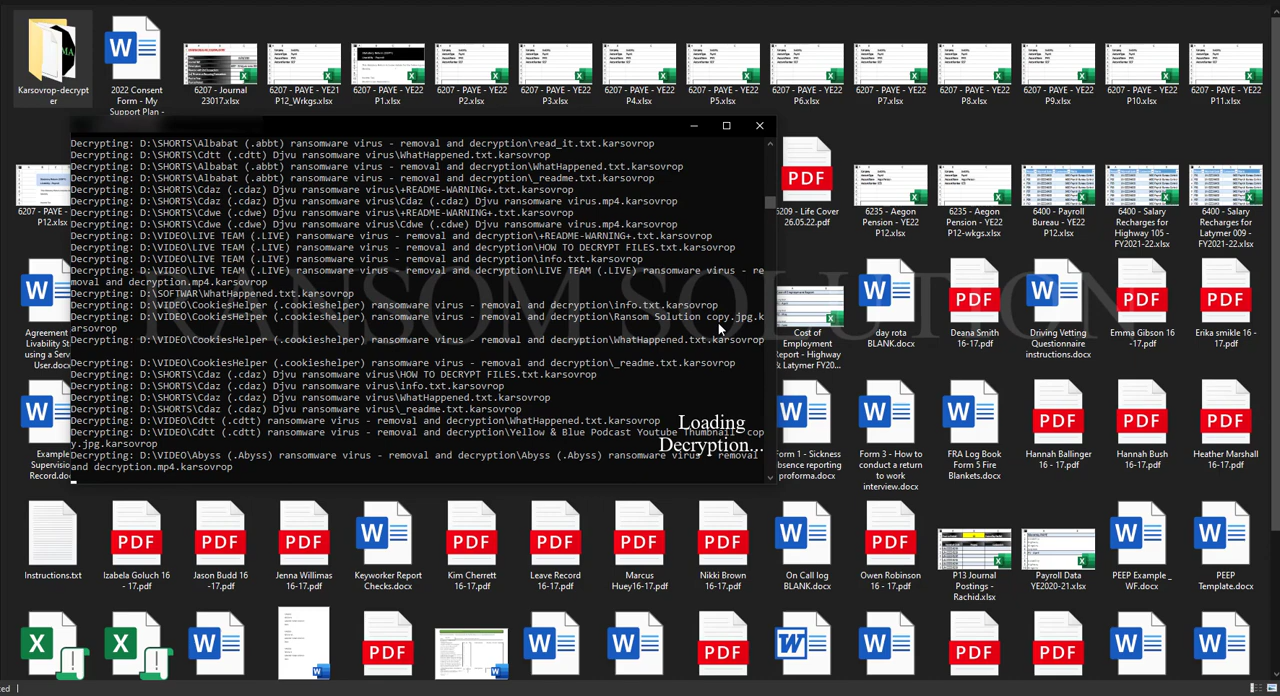 Karsovrop-decrypt
er
2022 Consent
Form - My
Support Plan -
6207 - Journal
23017.xlsx
6207 - PAYE - YE21
P12_Wrkgs.xlsx
6207 - PAYE - YE22
P1.xlsx
6207 - PAYE - YE22
P2.xlsx
6207 - PAYE - YE22
P3.xlsx
6207 - PAYE - YE22
P4.xlsx
6207 - PAYE - YE22
P5.xlsx
6207 - PAYE - YE22
P6.xlsx
6207 - PAYE - YE22
P7.xlsx
6207 - PAYE - YE22
P8.xlsx
6207 - PAYE - YE22
P9.xlsx
6207 - PAYE - YE22
P10.xlsx
6207 - PAYE - YE22
P11.xlsx
Decrypting: D:\SHORTS\Albabat (.abbt) ransomware virus - removal and decryption\read_it.txt.karsovrop
Decrypting: D:\SHORTS\Cdtt (.cdtt) Djvu ransomware virus\WhatHappened.txt.karsovrop
Decrypting: D:\SHORTS\Albabat (.abbt) ransomware virus - removal and decryption\WhatHappened.txt.karsovrop
Decrypting: D:\SHORTS\Albabat (.abbt) ransomware virus - removal and decryption\_readme.txt.karsovrop
Decrypting: D:\SHORTS\Cdaz (.cdaz) Djvu ransomware virus\+README-WARNING+.txt.karsovrop
Decrypting: D:\SHORTS\Cdaz (.cdaz) Djvu ransomware virus\Cdaz (.cdaz) Djvu ransomware virus.mp4.karsovrop
Decrypting: D:\SHORTS\Cdwe (.cdwe) Djvu ransomware virus\+README-WARNING+.txt.karsovrop
Decrypting: D:\SHORTS\Cdwe (.cdwe) Djvu ransomware virus\Cdwe (.cdwe) Djvu ransomware virus.mp4.karsovrop
Decrypting: D:\VIDEO\LIVE TEAM (.LIVE) ransomware virus - removal and decryption\+README-WARNING+.txt.karsovrop
Decrypting: D:\VIDEO\LIVE TEAM (.LIVE) ransomware virus - removal and decryption\HOW TO DECRYPT FILES.txt.karsovrop
Decrypting: D:\VIDEO\LIVE TEAM (.LIVE) ransomware virus - removal and decryption\info.txt.karsovrop
Decrypting: D:\VIDEO\LIVE TEAM (.LIVE) ransomware virus - removal and decryption\LIVE TEAM (.LIVE) ransomware virus - re
moval and decryption.mp4.karsovrop
Decrypting: D:\SOFTWAR\WhatHappened.txt.karsovrop
Decrypting: D:\VIDEO\CookiesHelper (.cookieshelper) ransomware virus - removal and decryption\info.txt.karsovrop
Decrypting: D:\VIDEO\CookiesHelper (.cookieshelper) ransomware virus - removal and decryption\Ransom Solution copy.jpg.k
arsovrop
Decrypting: D:\VIDEO\CookiesHelper (.cookieshelper) ransomware virus - removal and decryption\WhatHappened.txt.karsovrop
Decrypting: D:\VIDEO\CookiesHelper (.cookieshelper) ransomware virus - removal and decryption\_readme.txt.karsovrop
Decrypting: D:\SHORTS\Cdaz (.cdaz) Djvu ransomware virus\HOW TO DECRYPT FILES.txt.karsovrop
Decrypting: D:\SHORTS\Cdaz (.cdaz) Djvu ransomware virus\info.txt.karsovrop
Decrypting: D:\SHORTS\Cdaz (.cdaz) Djvu ransomware virus\WhatHappened.txt.karsovrop
Decrypting: D:\SHORTS\Cdaz (.cdaz) Djvu ransomware virus\_readme.txt.karsovrop
Decrypting: D:\VIDEO\Cdtt (.cdtt) ransomware virus - removal and decryption\WhatHappened.txt.karsovrop
Decrypting: D:\VIDEO\Cdtt (.cdtt) ransomware virus - removal and decryption\Yellow & Blue Podcast Youtube Thumbnail cop
y.jpg.karsovrop
Decrypting: D:\VIDEO\Abyss (.Abyss) ransomware virus - removal and decryption\Abyss (.Abyss) ransomware virus - removal
and decryption.mp4.karsovrop
Loading
Decryption...
RANSOM SOLUTION
6207 - PAYE
P12.xlsx
PDF
6209 - Life Cover
26.05.22.pdf
6235 - Aegon
Pension - YE22
P12.xlsx
6235 - Aegon
Pension - YE22
P12-wkgs.xlsx
6400 - Payroll
Bureau - YE22
P12.xlsx
6400 - Salary
Recharges for
Highway 105 -
FY2021-22.xlsx
6400 - Salary
Recharges for
Latymer 009 -
FY-2021-22.xlsx
Agreement
Livability St
using a Serv
User.docx
Cost of
Employment
Report - Highway
& Latymer FY20...
day rota
BLANK.docx
PDF
Deana Smith
16-17.pdf
Driving Vetting
Questionnaire
instructions.docx
PDF
Emma Gibson 16
-17.pdf
PDF
Erika smikle 16 -
17.pdf
Example
Supervisio
Record.doc
Form 1 - Sickness
absence reporting
proforma.docx
Form 3 - How to
conduct a return
to work
interview.docx
FRA Log Book
Form 5 Fire
Blankets.docx
PDF
Hannah Ballinger
16 - 17.pdf
PDF
Hannah Bush
16 - 17.pdf
PDF
Heather Marshall
16-17.pdf
Instructions.txt
PDF
Izabela Goluch 16
- 17.pdf
PDF
Jason Budd 16
- 17.pdf
PDF
Jenna Willimas
16-17.pdf
Keyworker Report
Checks.docx
PDF
Kim Cherrett
16 - 17.pdf
PDF
Leave Record
16-17.pdf
PDF
Marcus
Huey16-17.pdf
PDF
Nikki Brown
16-17.pdf
On Call log
BLANK.docx
PDF
Owen Robinson
16 - 17.pdf
P13 Journal
Postings -
Rachid.xlsx
Payroll Data
YE2020-21.xlsx
PEEP Example _
WF.docx
PEEP
Template.docx
PDF
PDF
PDF
PDF
ted